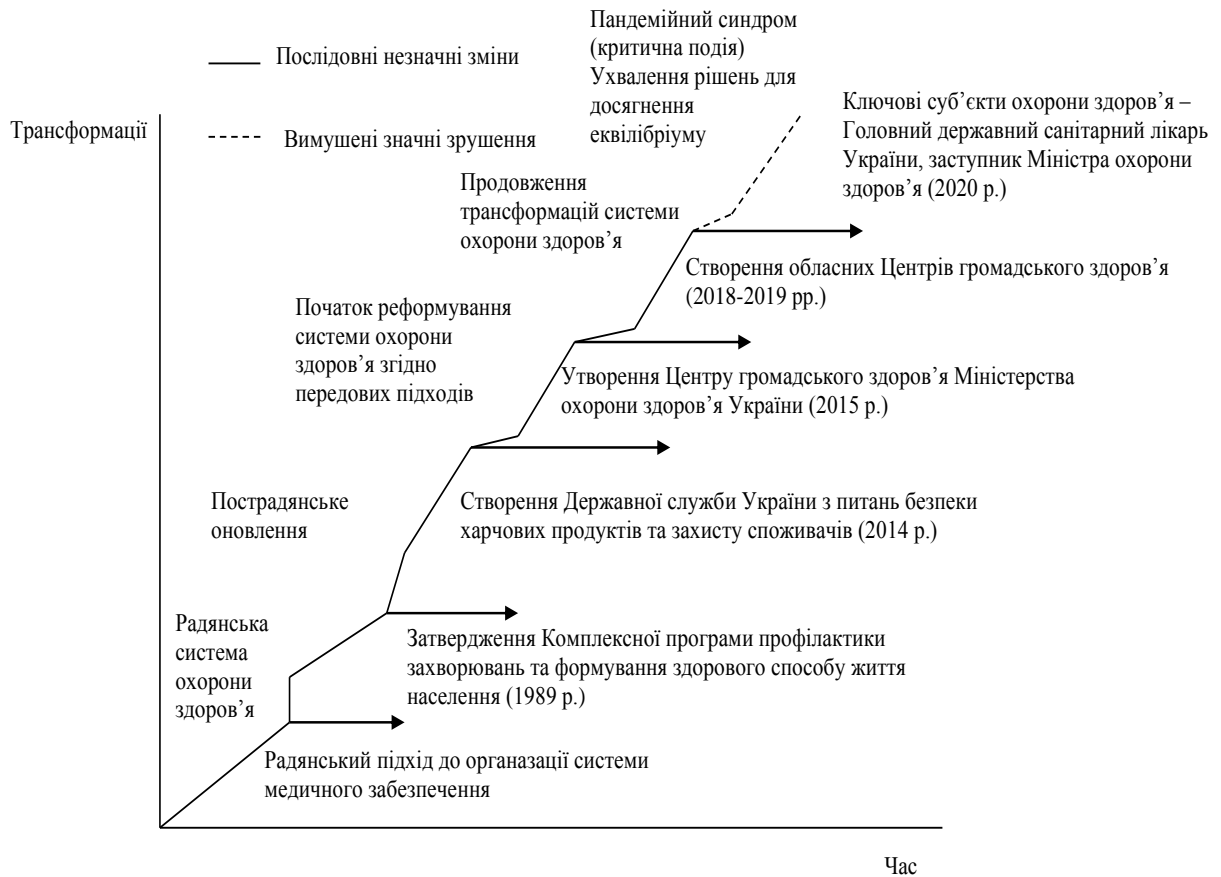 Послідовні незначні зміни
Вимушені значні зрушення
Трансформації
Пандемійний синдром
(критична подія)
Ухвалення рішень для
досягнення
еквілібріуму
Ключові суб’єкти охорони здоров’я –
Головний державний санітарний лікарь
України, заступник Міністра охорони
здоров’я (2020 р.)
Продовження
трансформацій системи
охорони здоров’я
Створення обласних Центрів громадського здоров’я
(2018-2019 рр.)
Початок реформування
системи охорони
здоров’я згідно
передових підходів
Утворення Центру громадського здоров’я Міністерства
охорони здоров’я України (2015 р.)
Пострадянське
оновлення
Створення Державної служби України з питань безпеки
харчових продуктів та захисту споживачів (2014 р.)
Радянська
система
охорони
здоров’я
Затвердження Комплексної програми профілактики
захворювань та формування здорового способу життя
населення (1989 р.)
Радянський підхід до органазації системи
медичного забезпечення
Час